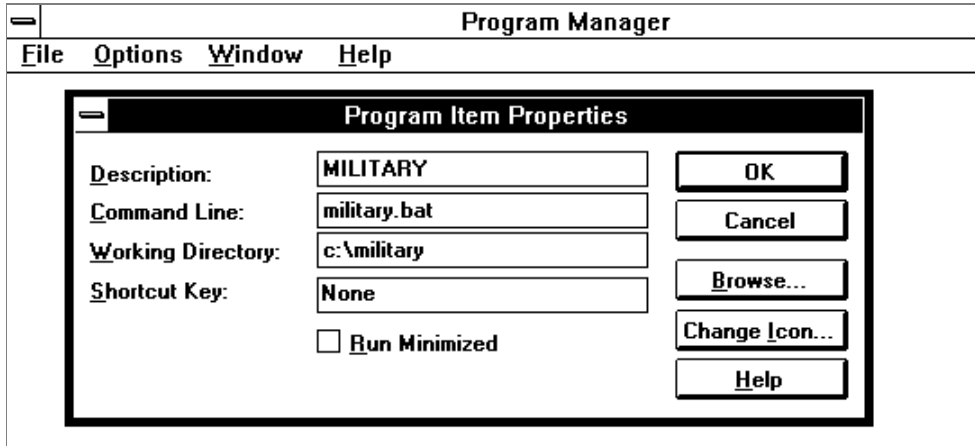 Program Manager
File Options Window Help
Program Item Properties
Description: MILITARY OK
Command Line: military.bat Cancel
Working Directory: c:\military
Shortcut Key: None Browse...
Run Minimized Change Icon...
Help